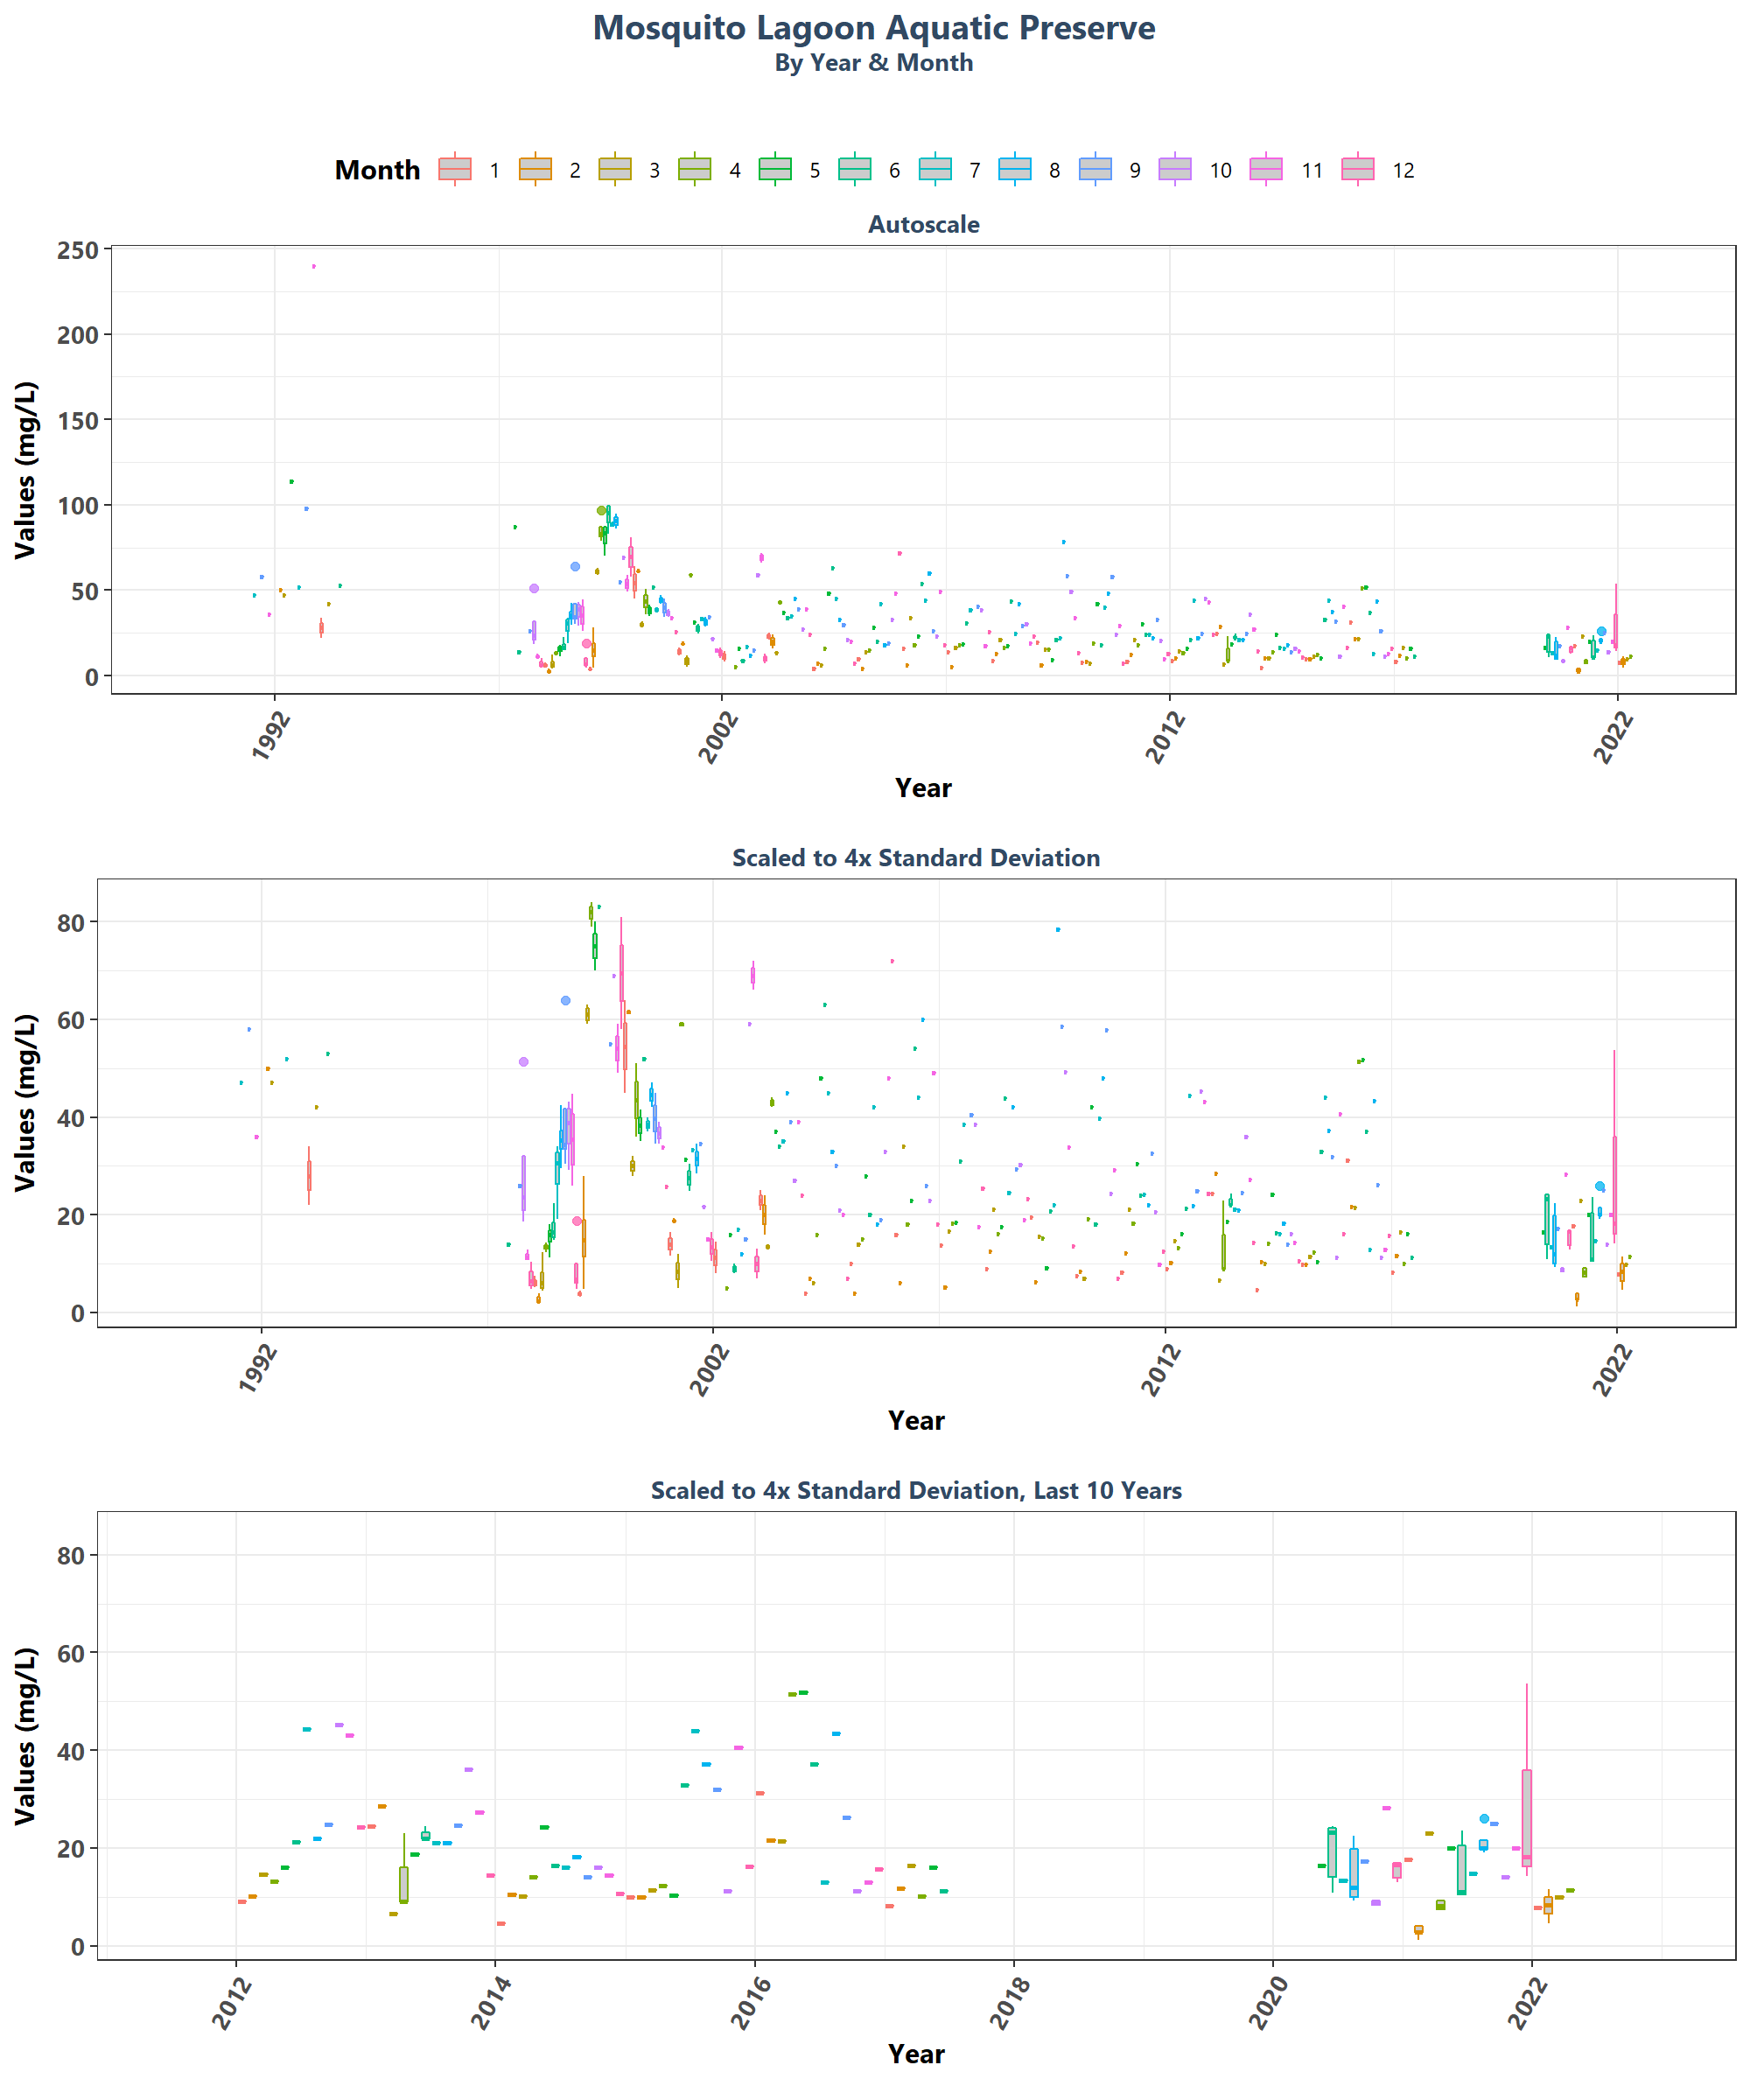 Mosquito Lagoon Aquatic Preserve
By Year & Month
Month 1 2 3 4 5 6 7 8 9 10 11 12
Autoscale
Values (mg/L)
250
200
150
100
50
0
1992 2002 2012 2022
Year
Scaled to 4x Standard Deviation
Values (mg/L)
80
60
40
20
0
1992 2002 2012 2022
Year
Scaled to 4x Standard Deviation, Last 10 Years
Values (mg/L)
80
60
40
20
0
2012 2014 2016 2018 2020 2022
Year